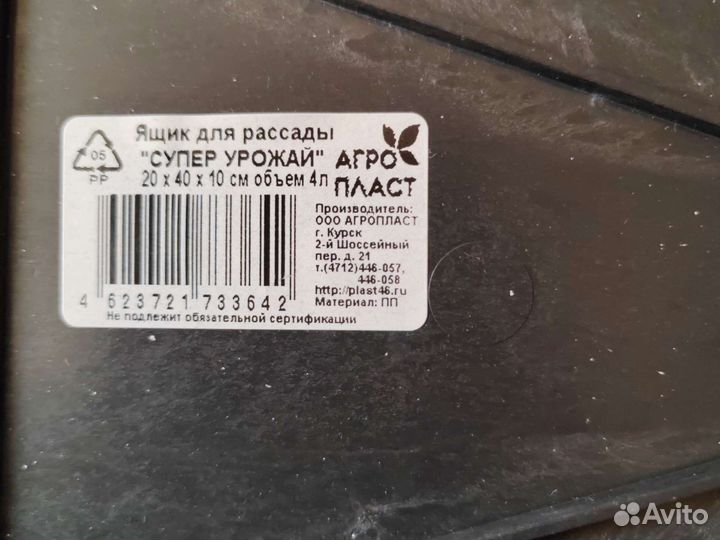 Ящик для рассады
"СУПЕР УРОЖАЙ"
20 x 40 x 10 см объем 4л
05
PP
АГРО
ПЛАСТ
Производитель:
ООО АГРОПЛАСТ
г. Курск
2-й Шоссейный
пер. д. 21
т.(4712)446-057,
446-058
http://plast46.ru
Материал: ПП
4 623721 733642
Не подлежит обязательной сертификации
Avito